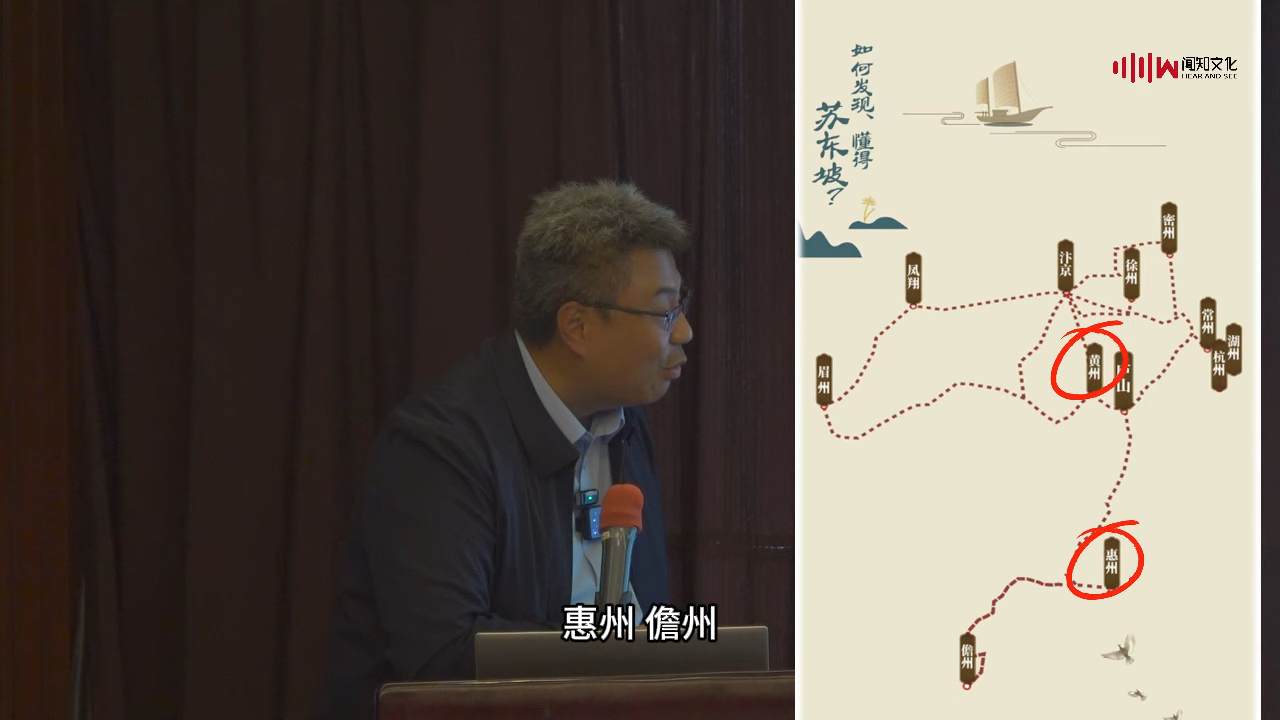 如何发现、懂得
苏东坡？
闻知文化
HEAR AND SEE
密州
汴京
徐州
凤翔
常州
湖州
杭州
黄州
山
眉州
惠州
儋州
惠州 儋州